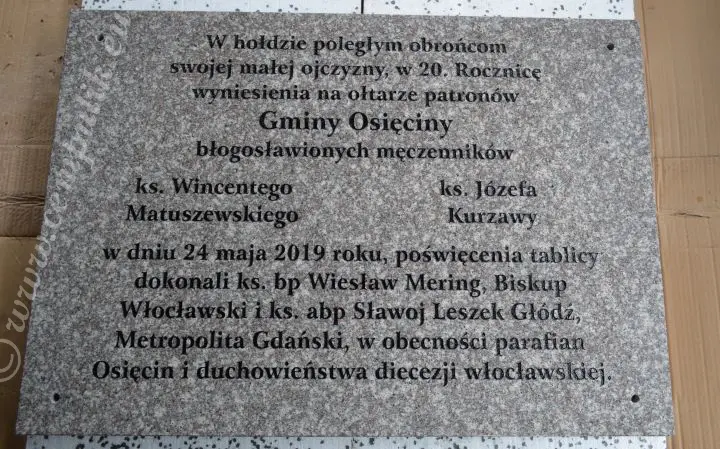 W hołdzie poległym obrońcom
swojej małej ojczyzny, w 20. Rocznicę
wyniesienia na ołtarze patronów
Gminy Osięciny
błogosławionych męczenników
ks. Wincentego
Matuszewskiego
ks. Józefa
Kurzawy
w dniu 24 maja 2019 roku, poświęcenia tablicy
dokonali ks. bp Wiesław Mering, Biskup
Włocławski i ks. abp Sławoj Leszek Głódź,
Metropolita Gdański, w obecności parafian
Osięcin i duchowieństwa diecezji włocławskiej.